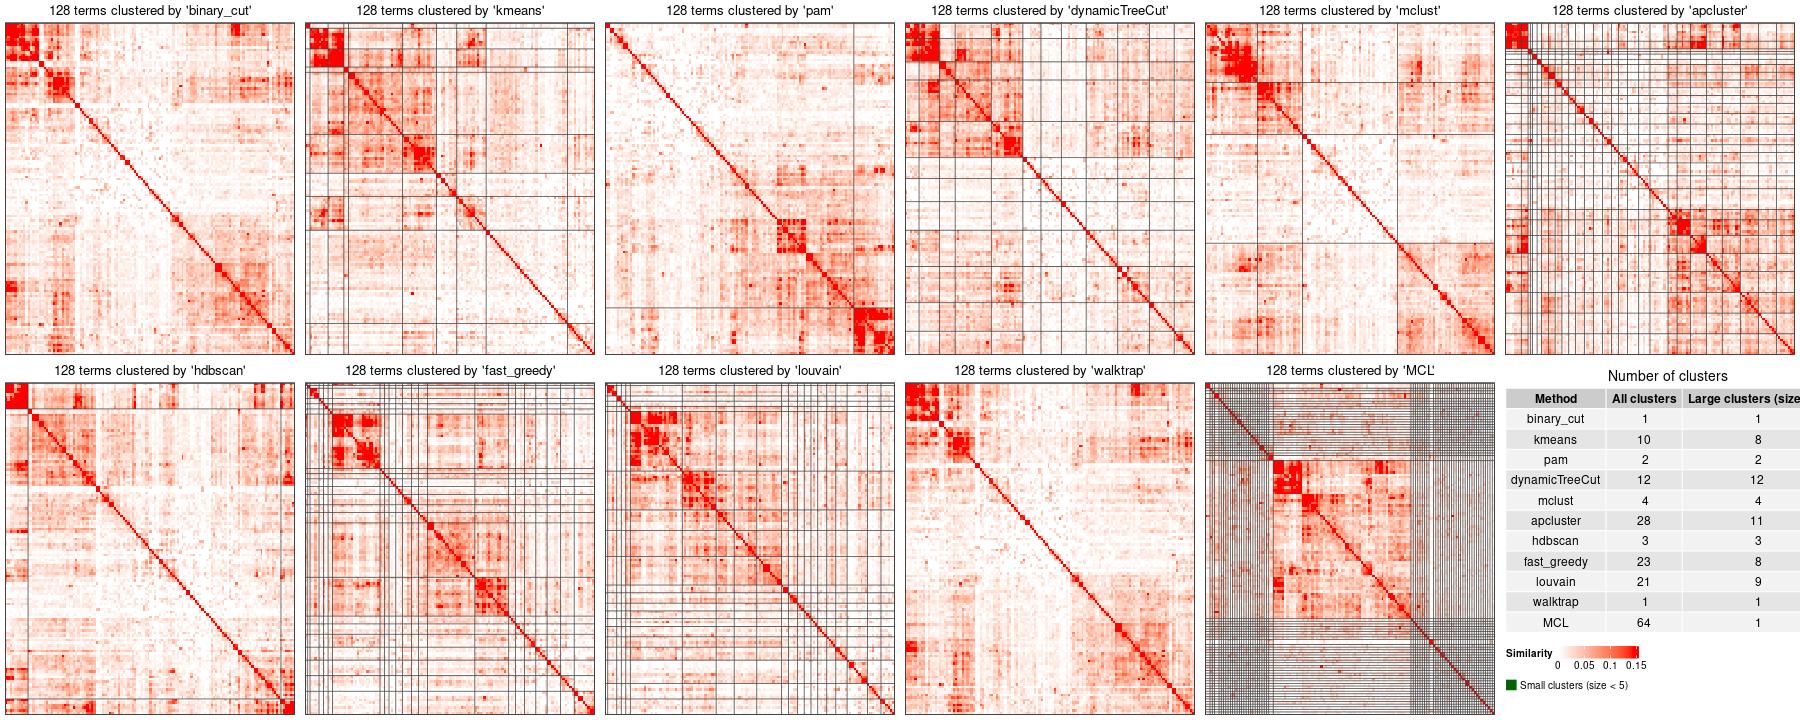 128 terms clustered by 'binary_cut'
128 terms clustered by 'kmeans'
128 terms clustered by 'pam'
128 terms clustered by 'dynamicTreeCut'
128 terms clustered by 'mclust'
128 terms clustered by 'apcluster'
128 terms clustered by 'hdbscan'
128 terms clustered by 'fast_greedy'
128 terms clustered by 'louvain'
128 terms clustered by 'walktrap'
128 terms clustered by 'MCL'
Number of clusters
Method All clusters Large clusters (size
binary_cut 1 1
kmeans 10 8
pam 2 2
dynamicTreeCut 12 12
mclust 4 4
apcluster 28 11
hdbscan 3 3
fast_greedy 23 8
louvain 21 9
walktrap 1 1
MCL 64 1
Similarity
0 0.05 0.1 0.15
Small clusters (size < 5)